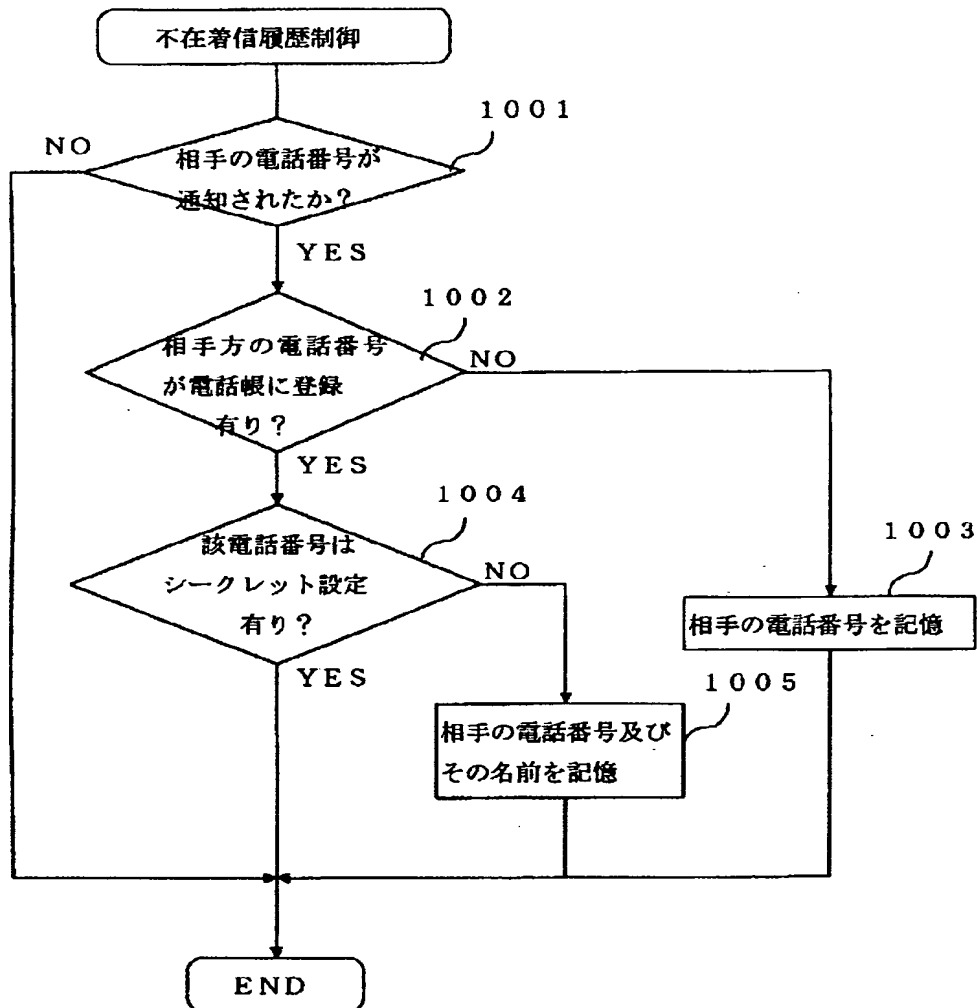 不在着信履歴制御
1001
NO
相手の電話番号が
通知されたか?
YES
1002
相手方の電話番号
が電話帳に登録
有り?
NO
YES
1004
該電話番号は
シークレット設定
有り?
NO
1003
相手の電話番号を記憶
YES
1005
相手の電話番号及び
その名前を記憶
END